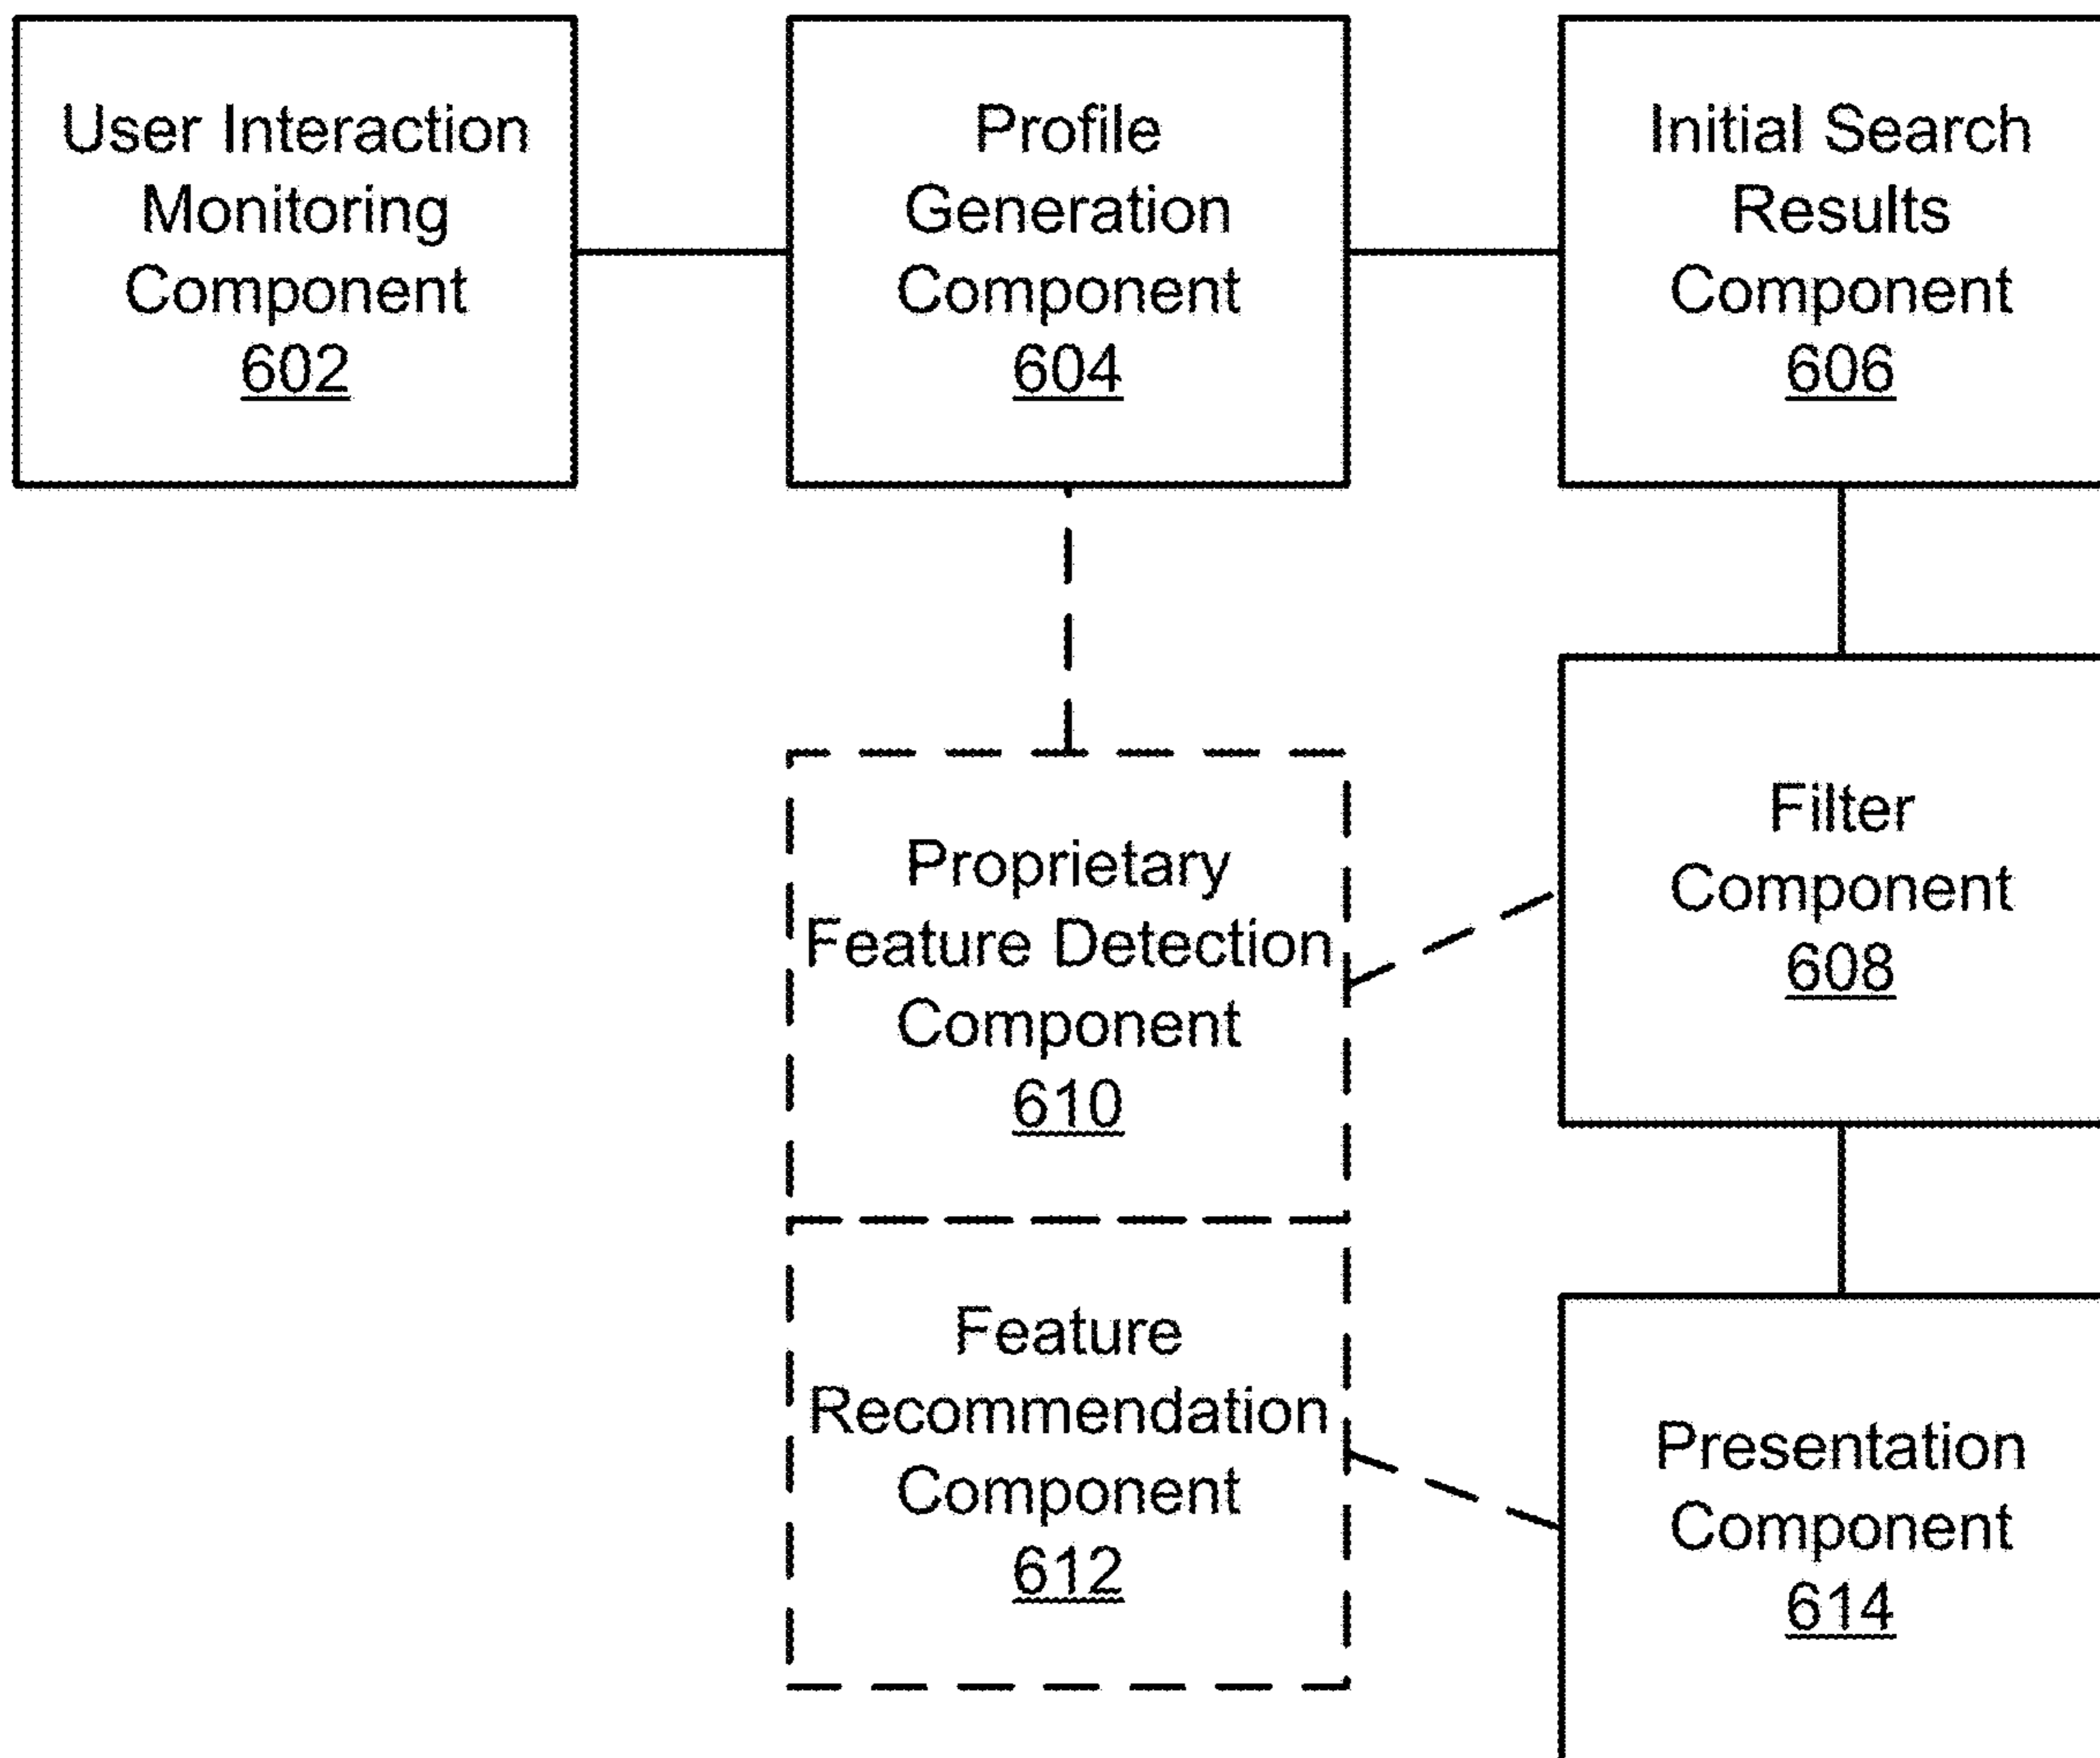 User Interaction
Monitoring
Component
602
Profile
Generation
Component
604
Initial Search
Results
Component
606
Proprietary
Feature Detection
Component
610
Filter
Component
608
Feature
Recommendation
Component
612
Presentation
Component
614